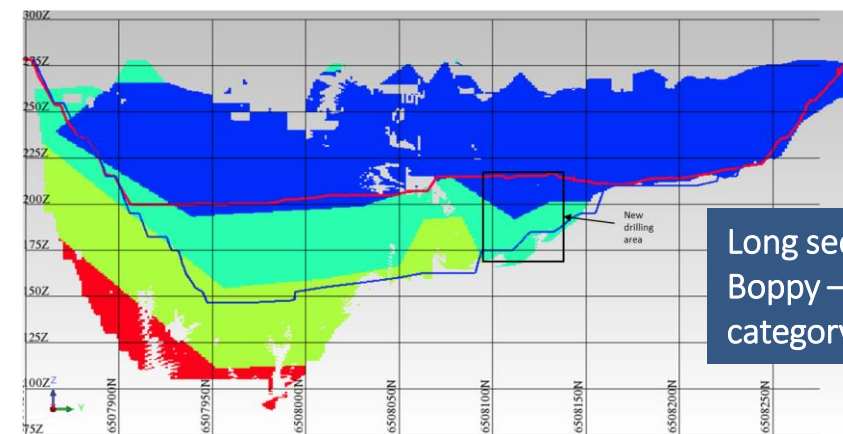 300Z
275Z
250Z
225Z
200Z
175Z
150Z
125Z
100Z
75Z
New
drilling
area
Long sec
Boppy –
category
Z
Y
6507900N
6507950N
6508000N
6508050N
6508100N
6508150N
6508200N
6508250N